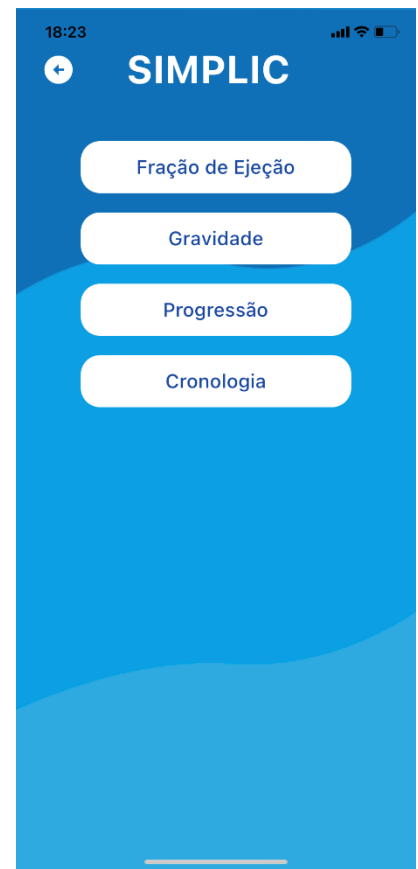 18:23
SIMPLIC
Fração de Ejeção
Gravidade
Progressão
Cronologia